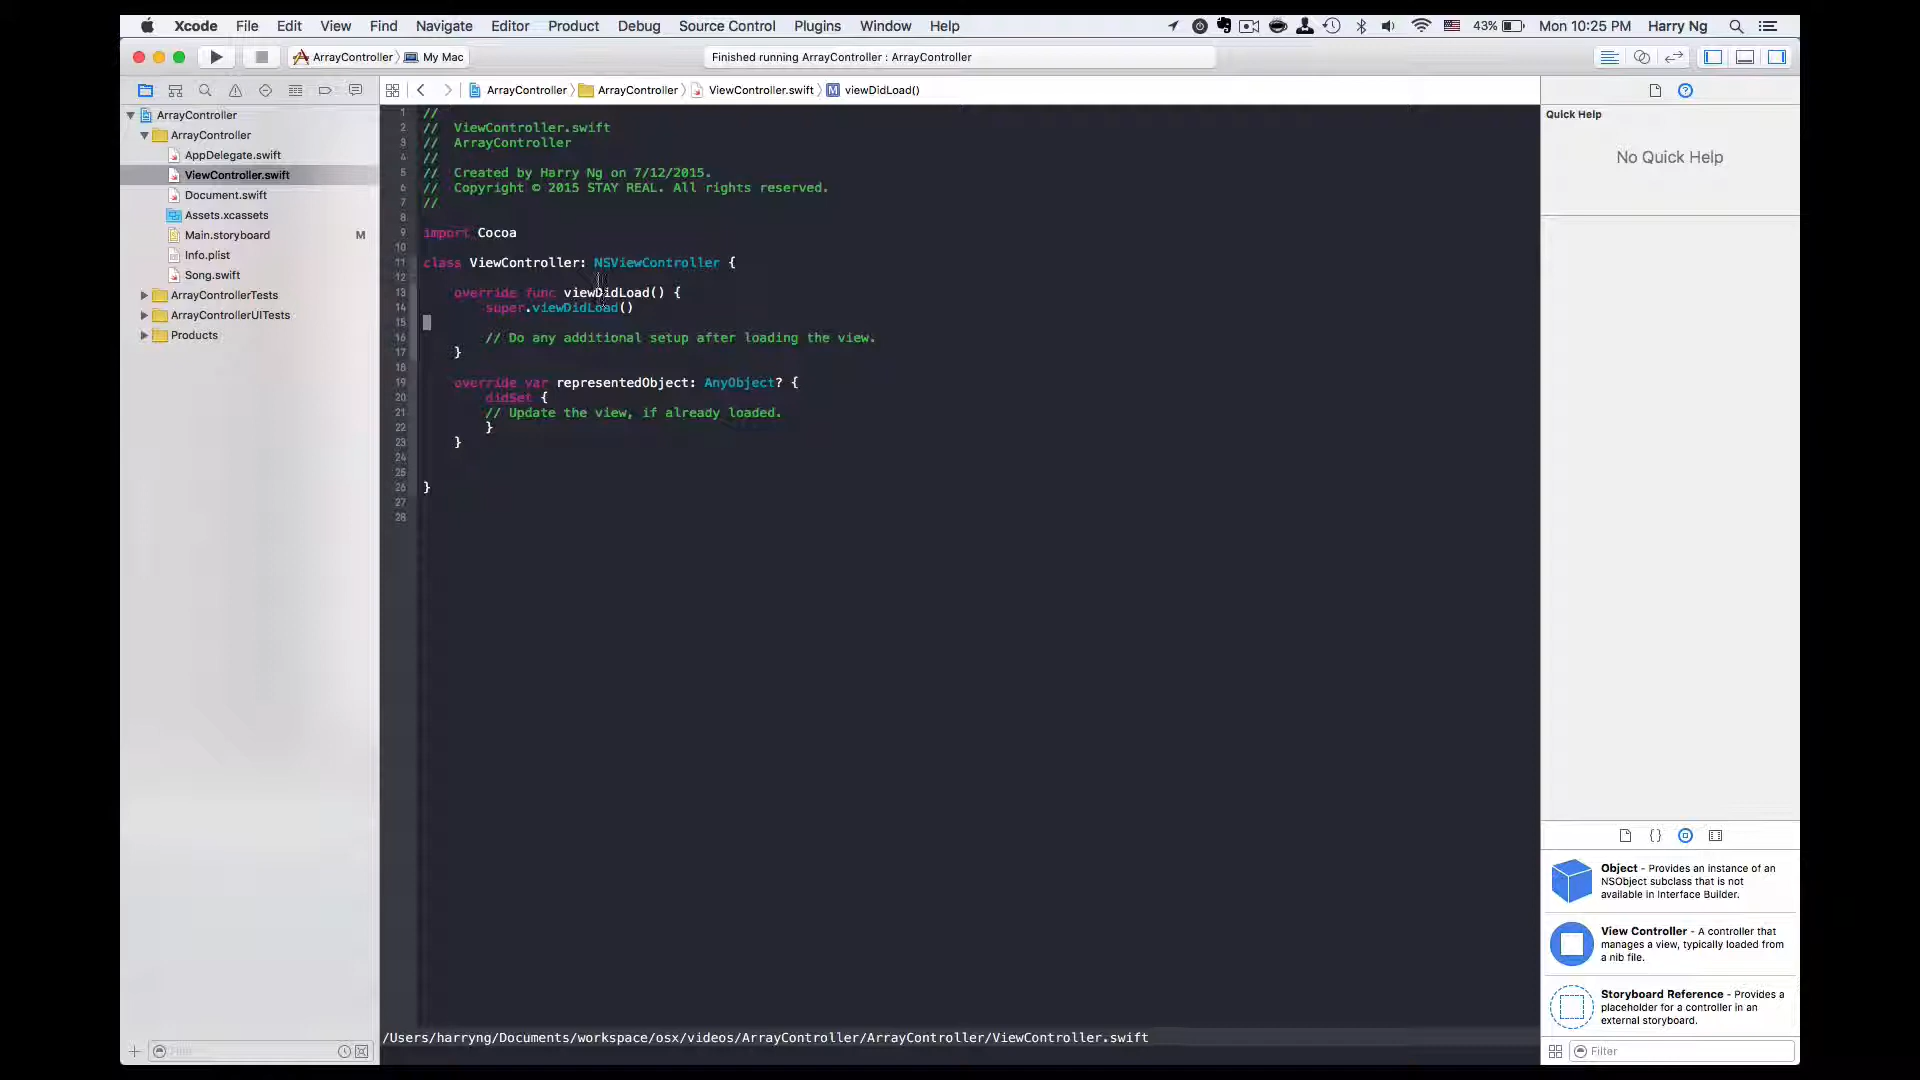 Xcode File Edit View Find Navigate Editor Product Debug Source Control Plugins Window Help 43% Mon 10:25 PM Harry Ng
ArrayController My Mac Finished running ArrayController : ArrayController
ArrayController ArrayController ViewController.swift M viewDidLoad()
ArrayController
ArrayController
AppDelegate.swift
ViewController.swift
Document.swift
Assets.xcassets
Main.storyboard M
Info.plist
Song.swift
ArrayControllerTests
ArrayControllerUITests
Products
1 //
2 // ViewController.swift
3 // ArrayController
4 //
5 // Created by Harry Ng on 7/12/2015.
6 // Copyright © 2015 STAY REAL. All rights reserved.
7 //
8
9 import Cocoa
10
11 class ViewController: NSViewController {
12
13 override func viewDidLoad() {
14 super.viewDidLoad()
15
16 // Do any additional setup after loading the view.
17 }
18
19 override var representedObject: AnyObject? {
20 didSet {
21 // Update the view, if already loaded.
22 }
23 }
24
25
26 }
27
28
/Users/harryng/Documents/workspace/osx/videos/ArrayController/ArrayController/ViewController.swift
Quick Help
No Quick Help
{}
Object - Provides an instance of an
NSObject subclass that is not
available in Interface Builder.
View Controller - A controller that
manages a view, typically loaded from
a nib file.
Storyboard Reference - Provides a
placeholder for a controller in an
external storyboard.
Filter